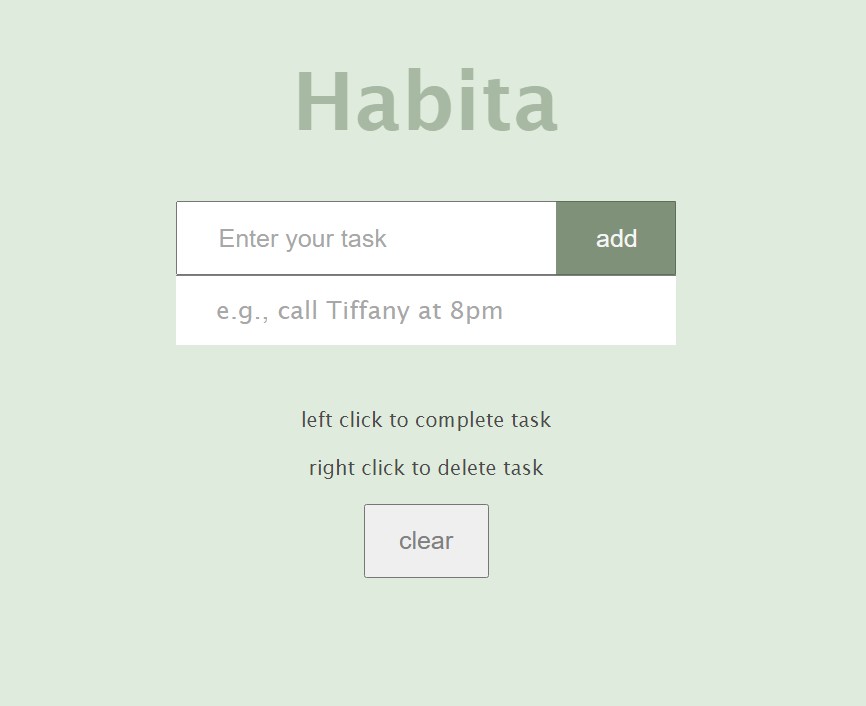 Habita
Enter your task
add
e.g., call Tiffany at 8pm
left click to complete task
right click to delete task
clear